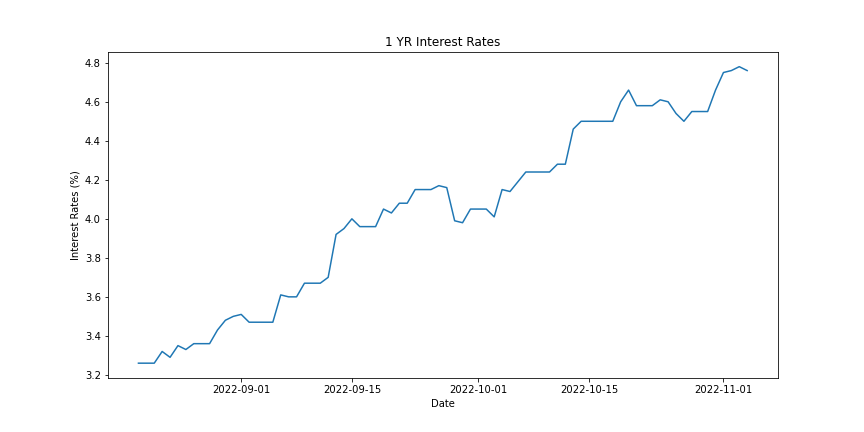 1 YR Interest Rates
4.8
4.6
4.4
4.2
4.0
3.8
3.6
3.4
3.2
Interest Rates (%)
2022-09-01 2022-09-15 2022-10-01 2022-10-15 2022-11-01
Date